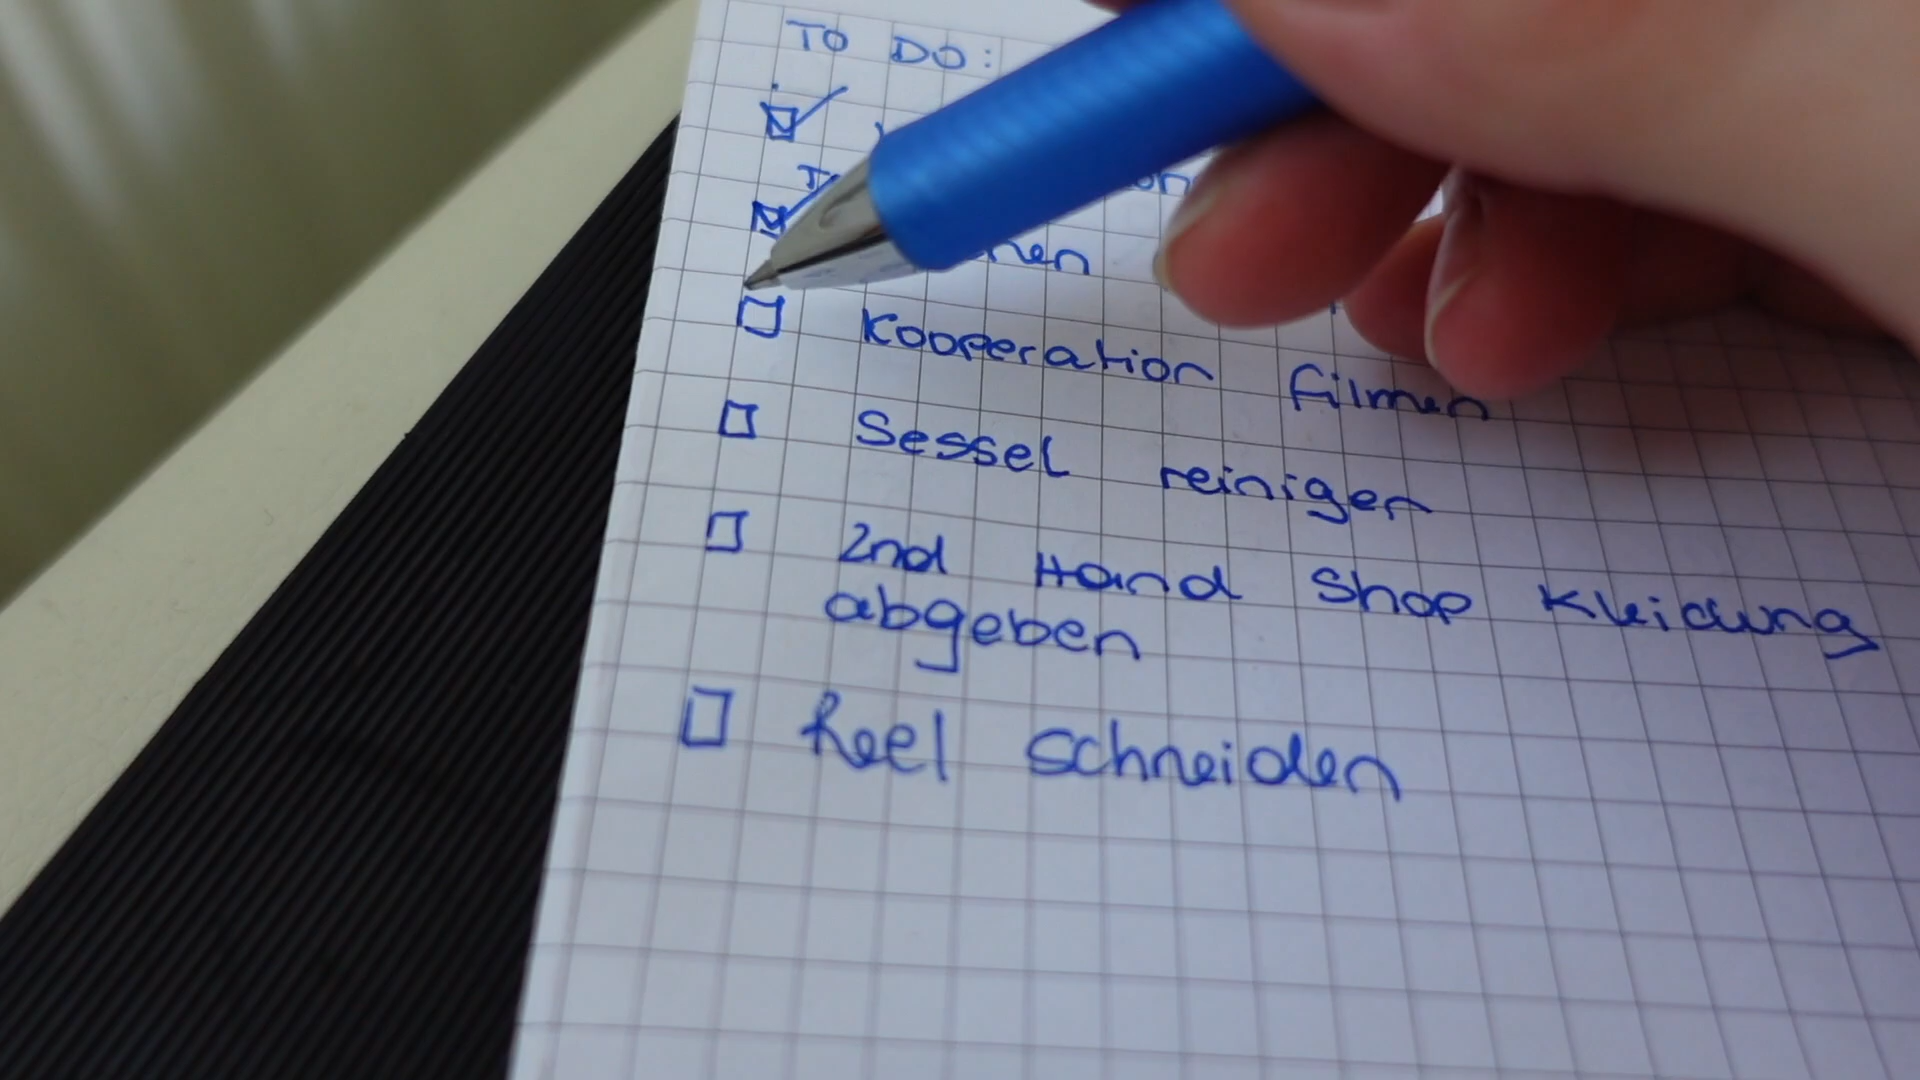 TO DO:
Kooperation filmen
Sessel reinigen
2nd Hand Shop Kleidung
abgeben
Reel schneiden